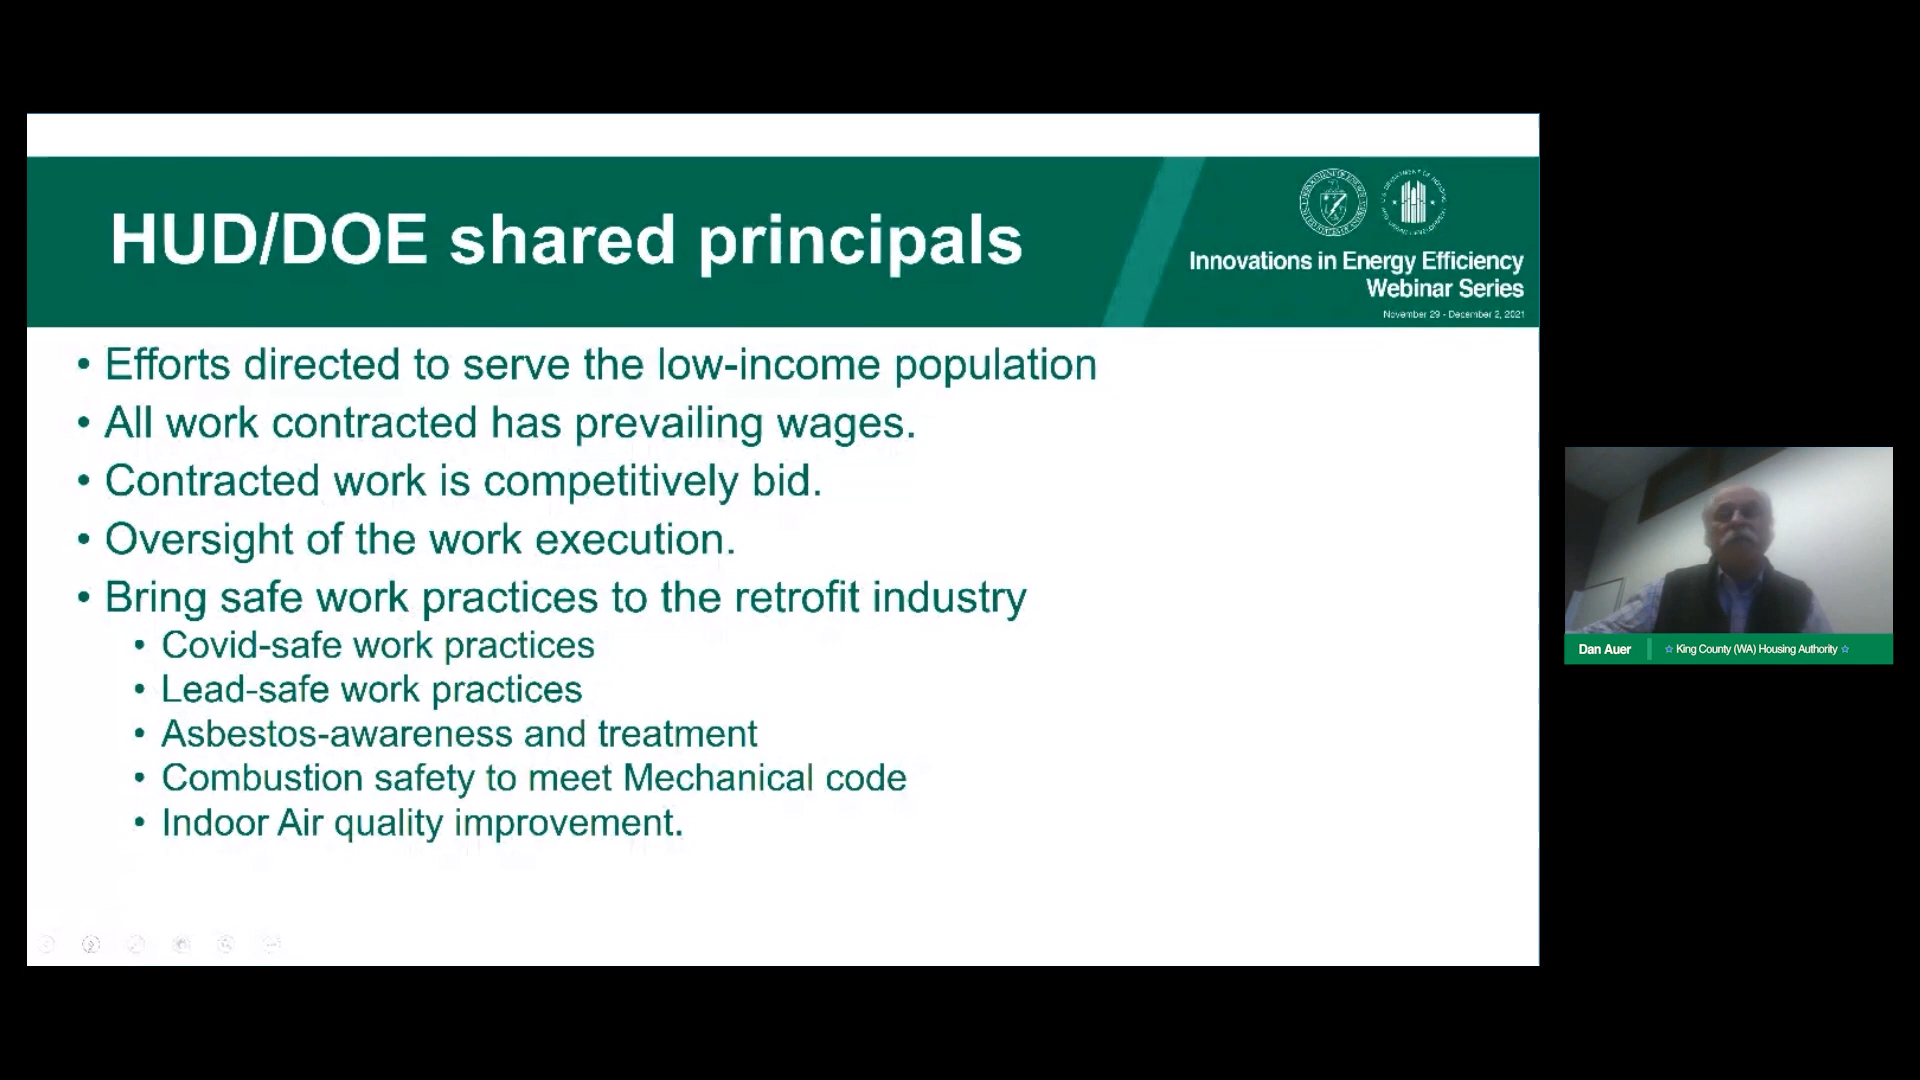 HUD/DOE shared principals
Innovations in Energy Efficiency
Webinar Series
November 29 - December 2, 2021
• Efforts directed to serve the low-income population
• All work contracted has prevailing wages.
• Contracted work is competitively bid.
• Oversight of the work execution.
• Bring safe work practices to the retrofit industry
• Covid-safe work practices
• Lead-safe work practices
• Asbestos-awareness and treatment
• Combustion safety to meet Mechanical code
• Indoor Air quality improvement.
Dan Auer
☆ King County (WA) Housing Authority ☆